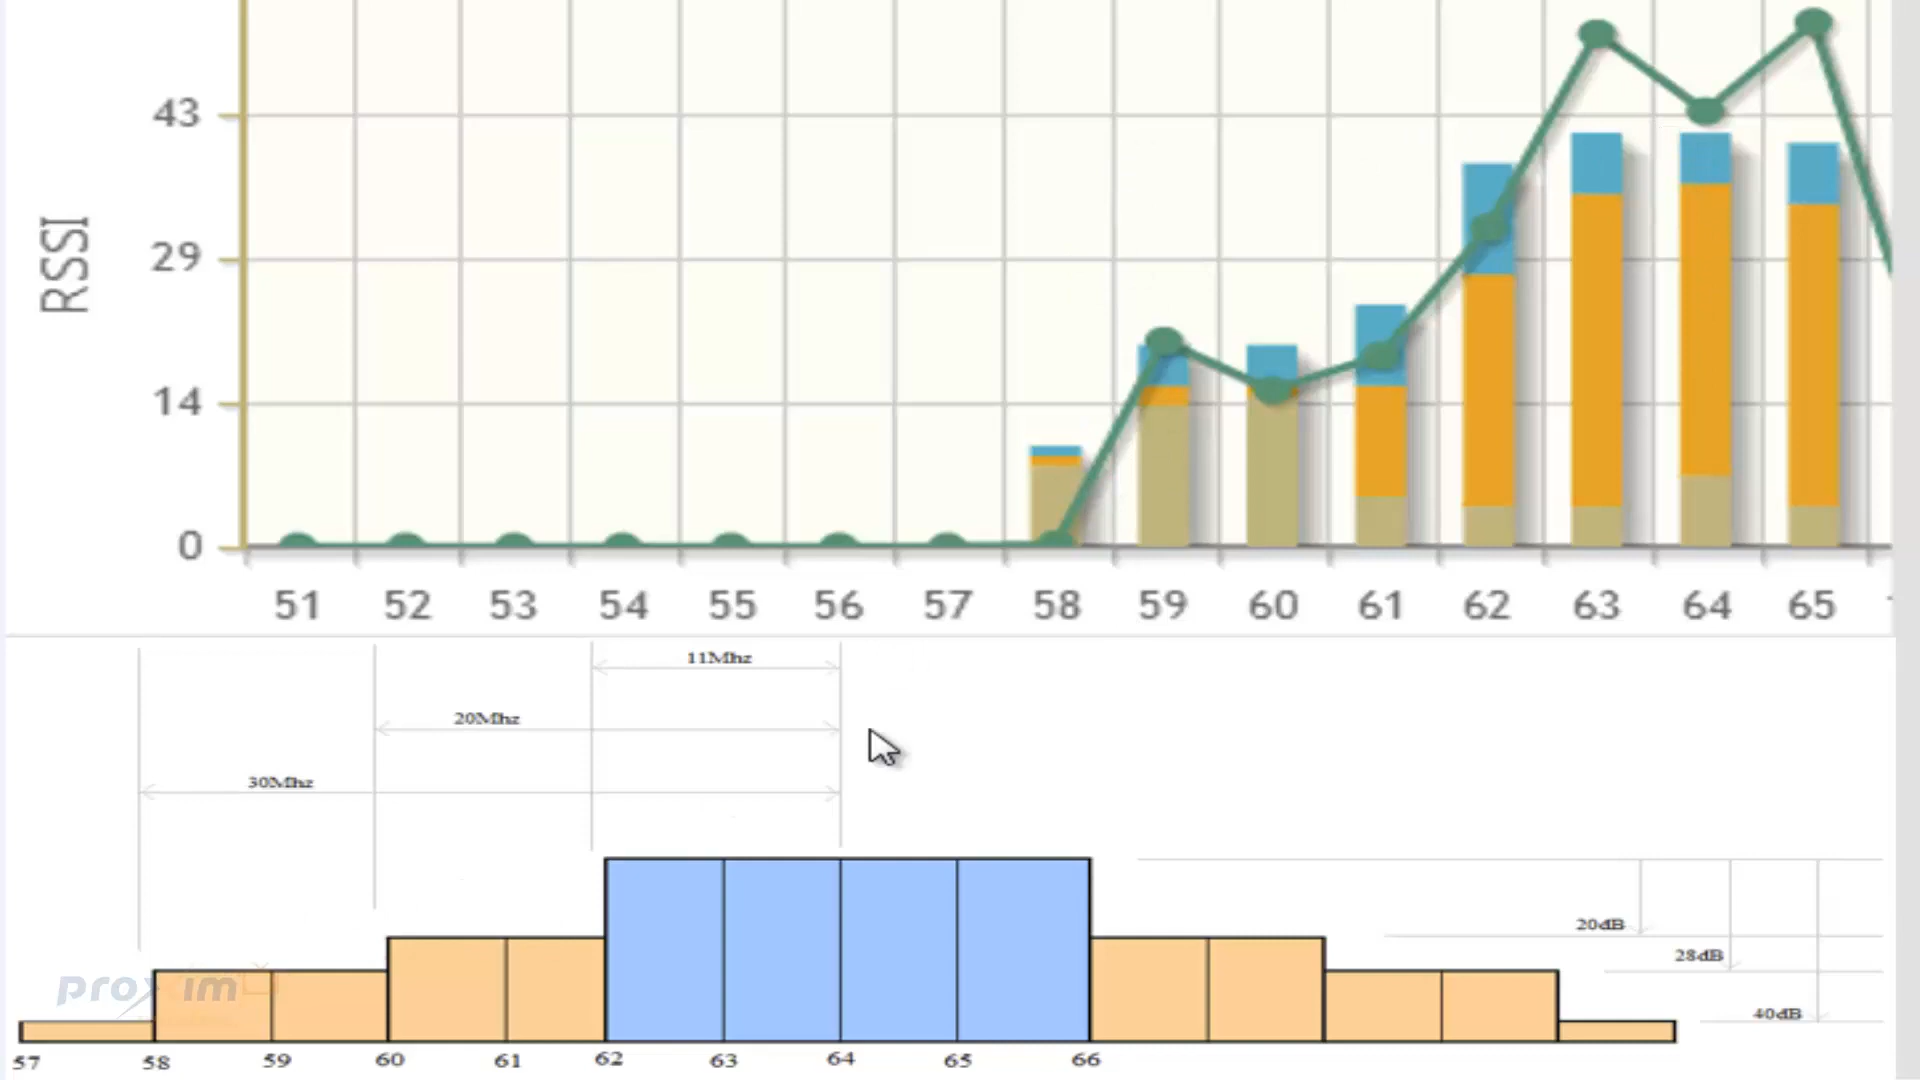 43
29
14
0
RSSI
51 52 53 54 55 56 57 58 59 60 61 62 63 64 65
11Mhz
20Mhz
30Mhz
20dB
28dB
40dB
proxim
57 58 59 60 61 62 63 64 65 66